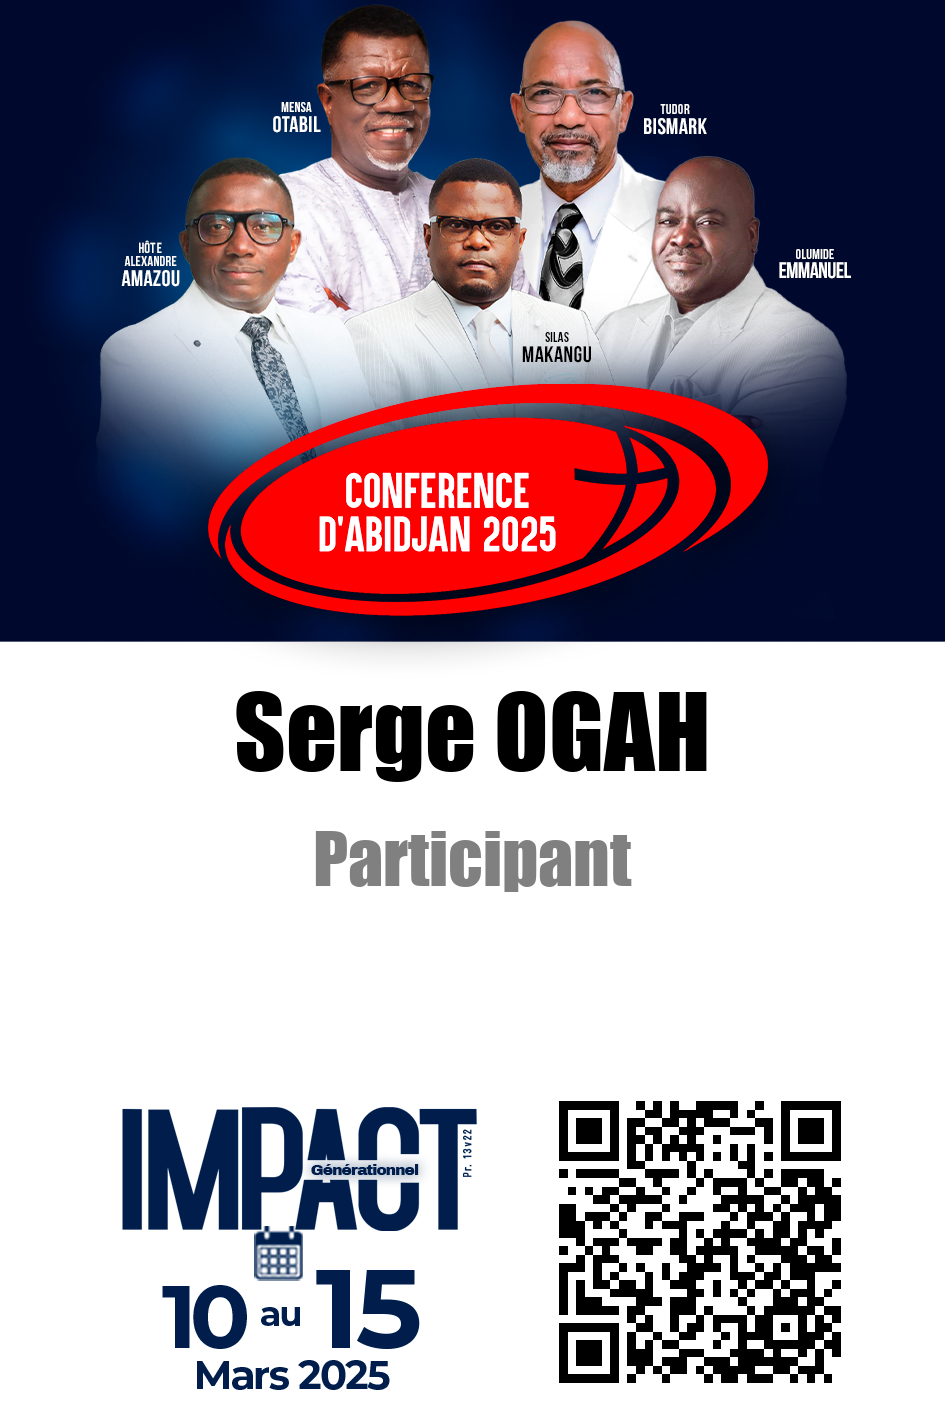 MENSA
OTABIL
TUDOR
BISMARK
HÔTE
ALEXANDRE
AMAZOU
OLUMIDE
EMMANUEL
SILAS
MAKANGU
CONFERENCE
D'ABIDJAN 2025
Serge OGAH
Participant
IMPACT
Générationnel
Pr. 13v22
10 au 15
Mars 2025